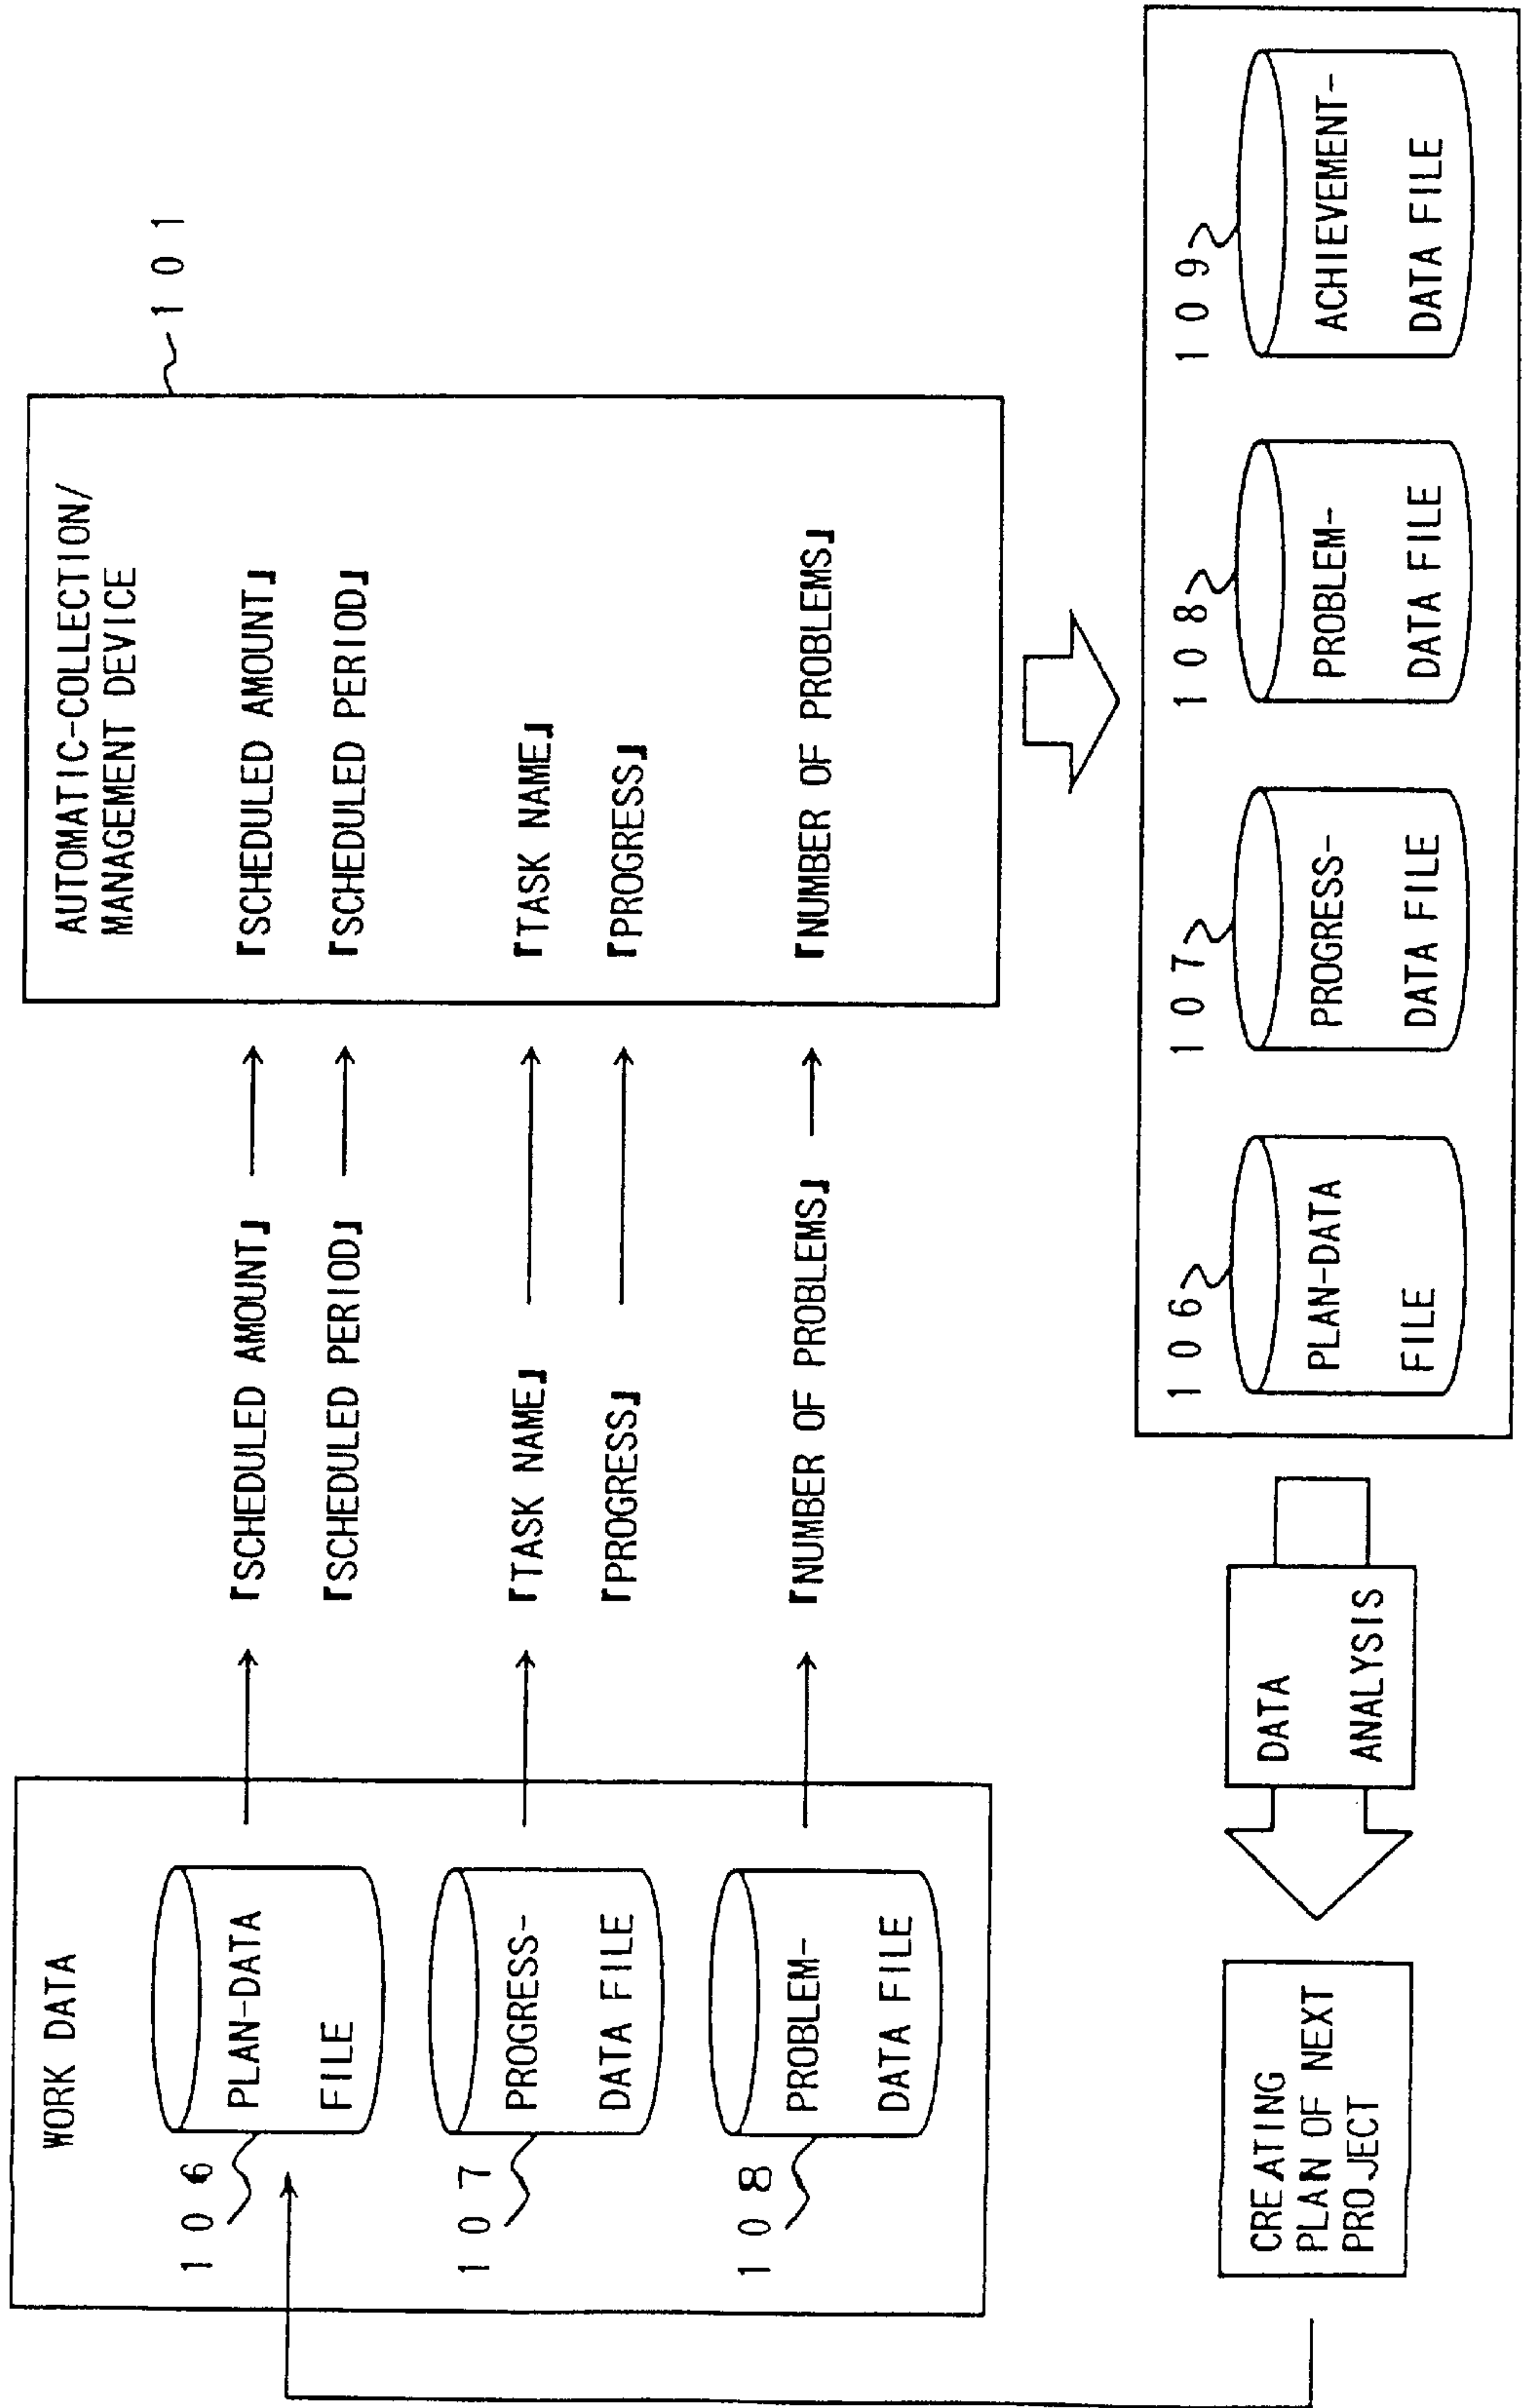 WORK DATA
106
PLAN-DATA
FILE
107
PROGRESS-
DATA FILE
108
PROBLEM-
DATA FILE
「SCHEDULED AMOUNT」
「SCHEDULED PERIOD」
「TASK NAME」
「PROGRESS」
「NUMBER OF PROBLEMS」
101
AUTOMATIC-COLLECTION/
MANAGEMENT DEVICE
「SCHEDULED AMOUNT」
「SCHEDULED PERIOD」
「TASK NAME」
「PROGRESS」
「NUMBER OF PROBLEMS」
CREATING
PLAN OF NEXT
PROJECT
DATA
ANALYSIS
106
PLAN-DATA
FILE
107
PROGRESS-
DATA FILE
108
PROBLEM-
DATA FILE
109
ACHIEVEMENT-
DATA FILE